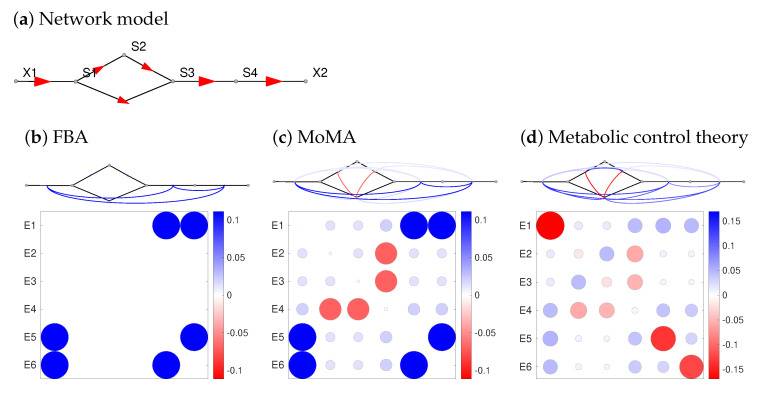 (a) Network model
S2
X1 S1 S3 S4 X2
(b) FBA
(c) MoMA
(d) Metabolic control theory
E1
E2
E3
E4
E5
E6
0.1
0.05
0
-0.05
-0.1
E1
E2
E3
E4
E5
E6
0.1
0.05
0
-0.05
-0.1
E1
E2
E3
E4
E5
E6
0.15
0.1
0.05
0
-0.05
-0.1
-0.15